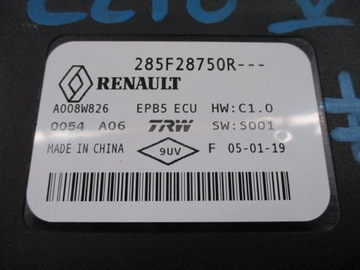 285F28750R---
RENAULT
A008W826 EPB5 ECU HW:C1.0
0054 A06 TRW SW:S001
MADE IN CHINA 9UV F 05-01-19